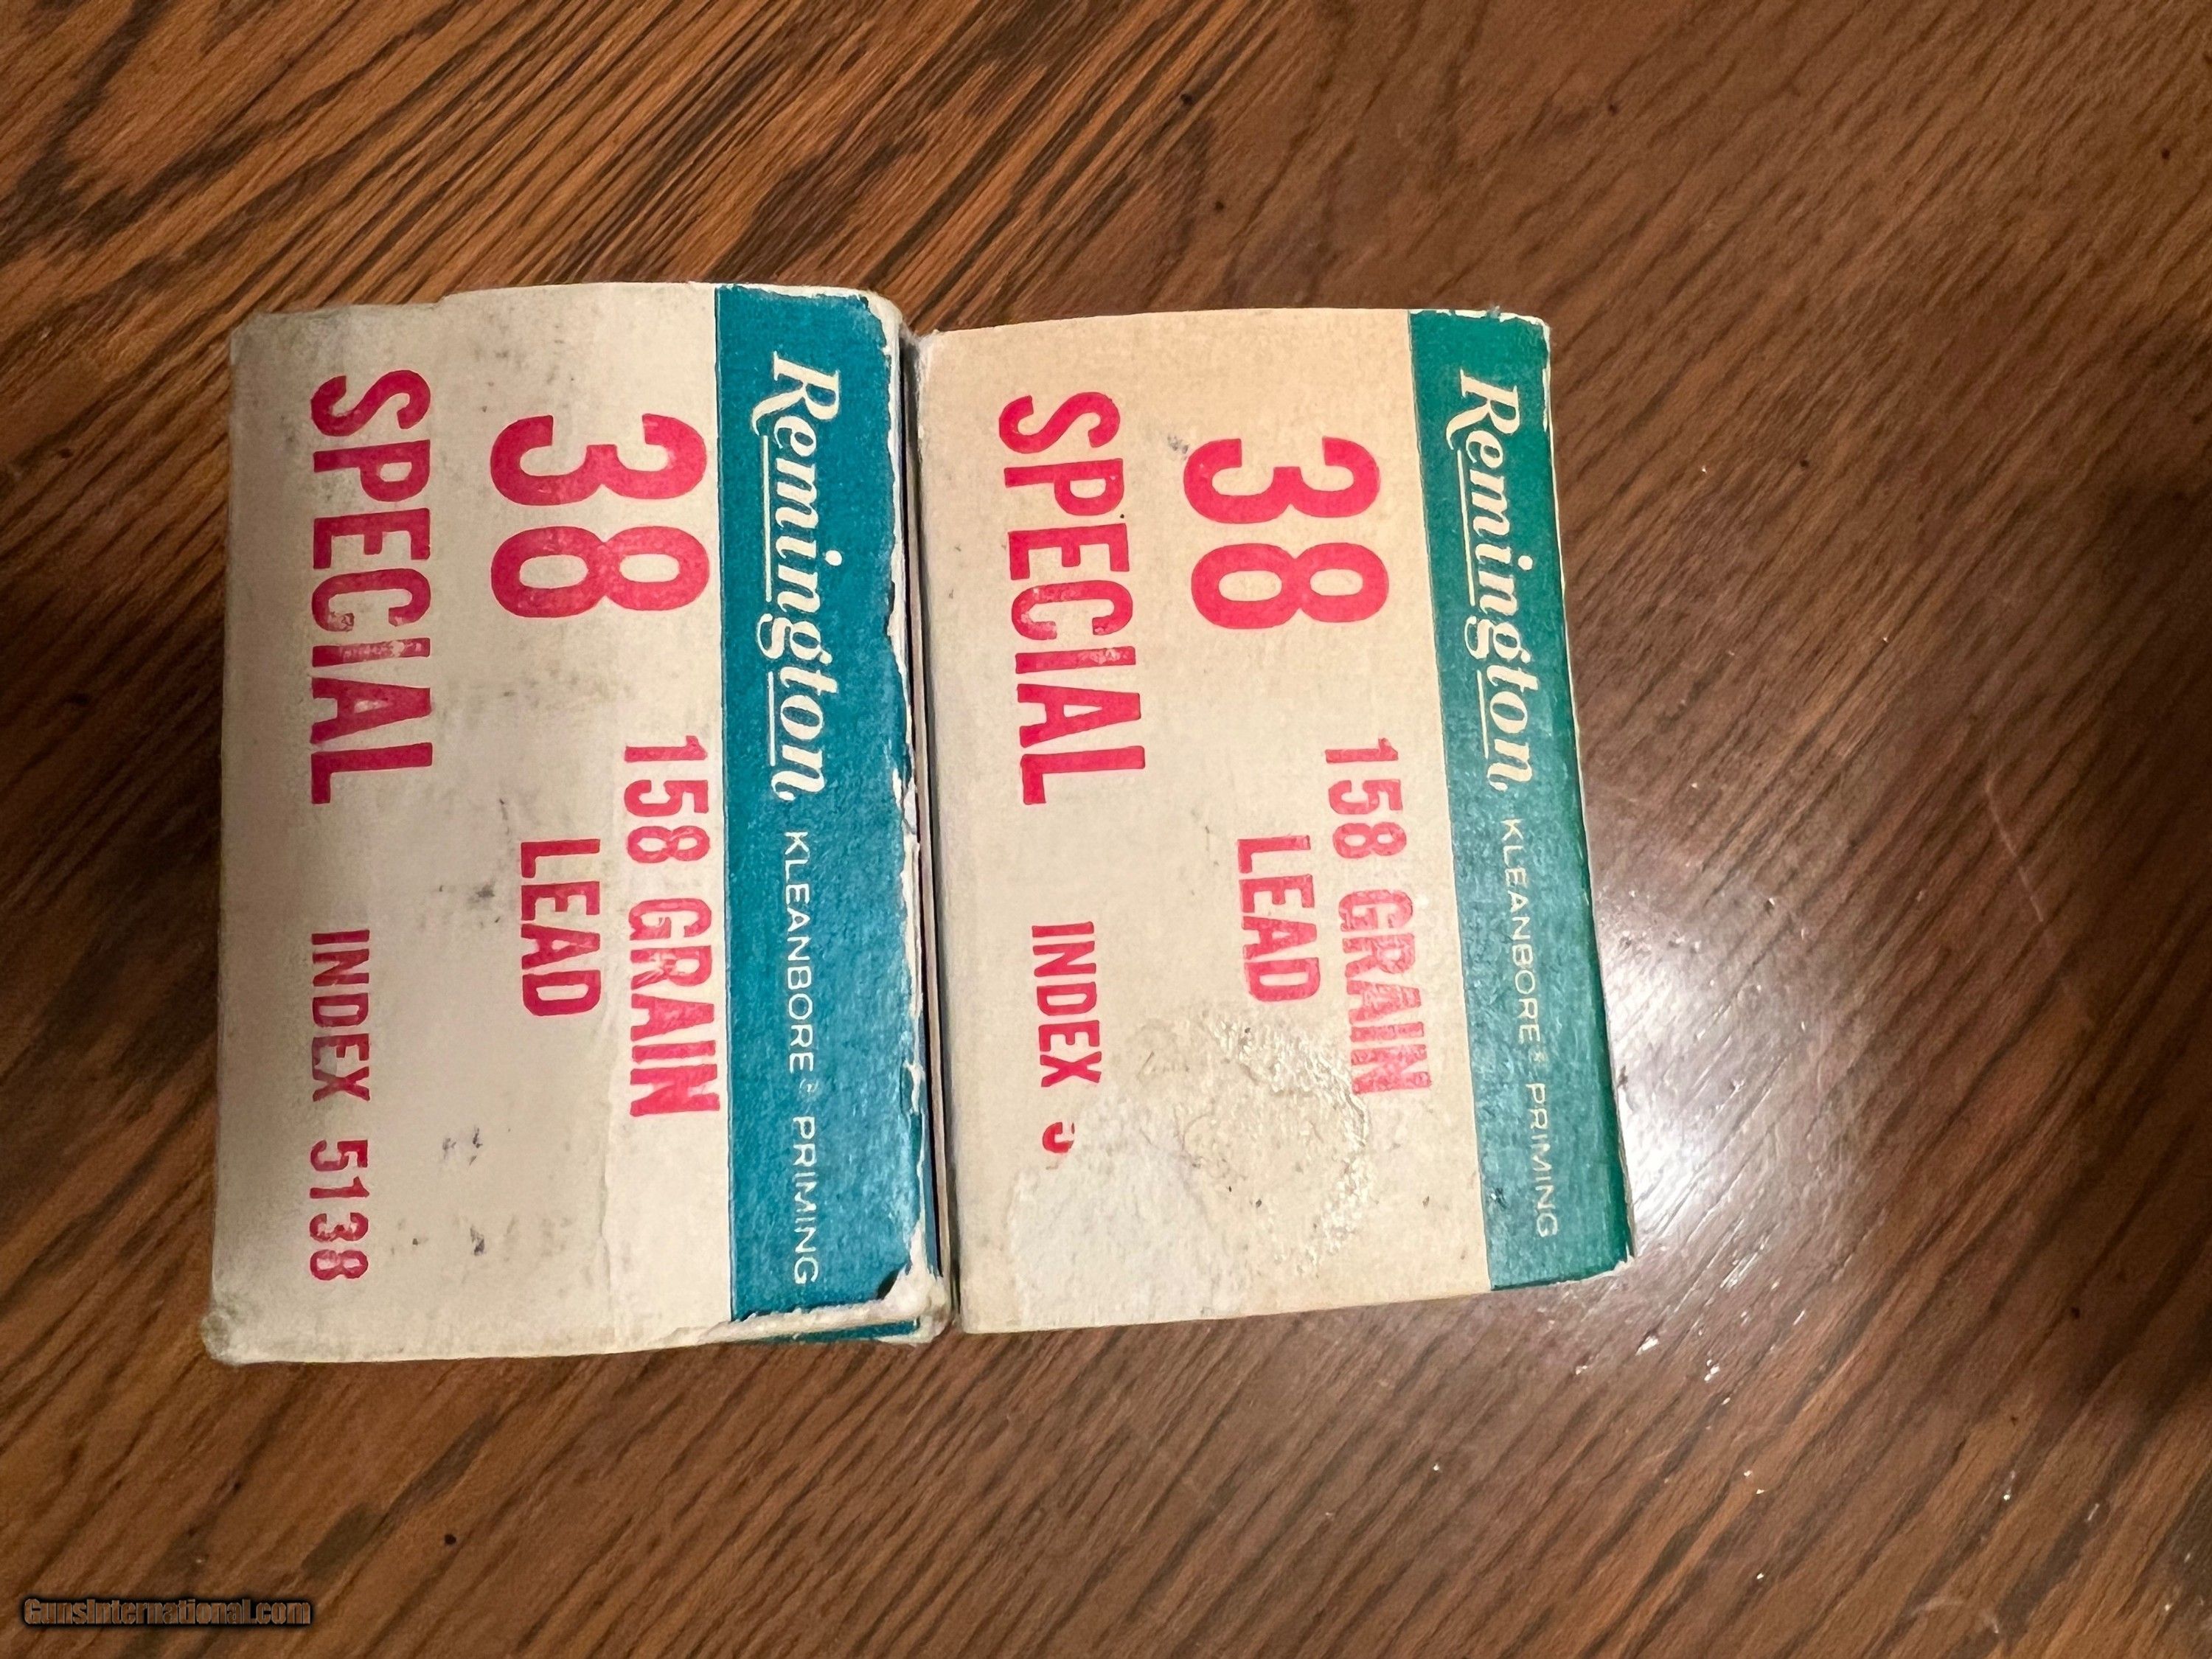 Remington. KLEANBORE® PRIMING
38 158 GRAIN
LEAD
SPECIAL INDEX 5138
Remington. KLEANBORE® PRIMING
38 158 GRAIN
LEAD
SPECIAL INDEX
GunsInternational.com